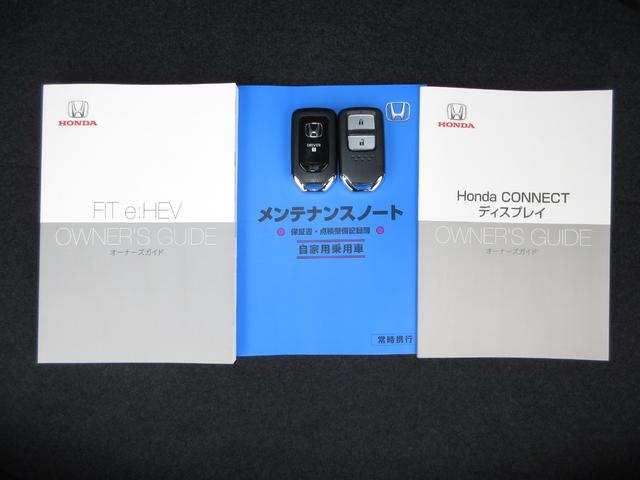 HONDA
FIT e:HEV
OWNER'S GUIDE
オーナーズガイド
DRIVER 1
メンテナンスノート
保証書・点検整備記録簿
自家用乗用車
常時携行
HONDA
Honda CONNECT
ディスプレイ
OWNER'S GUIDE
オーナーズガイド